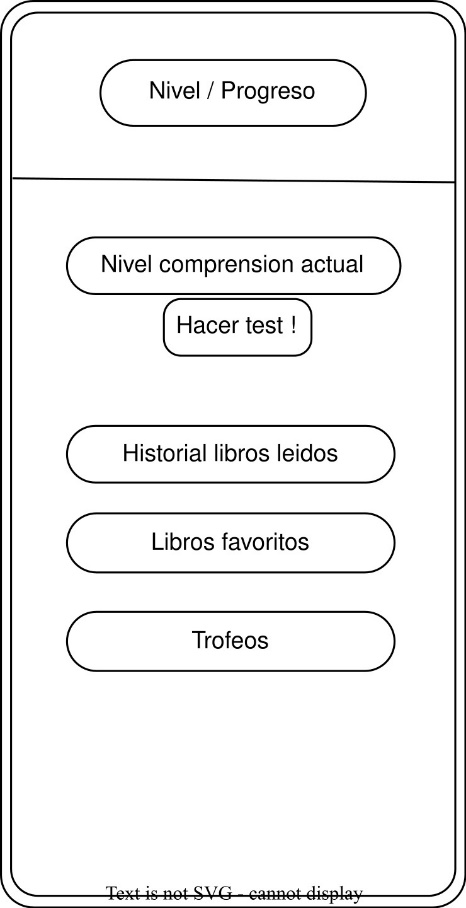 Nivel / Progreso
Nivel comprension actual
Hacer test !
Historial libros leidos
Libros favoritos
Trofeos
Text is not SVG - cannot display